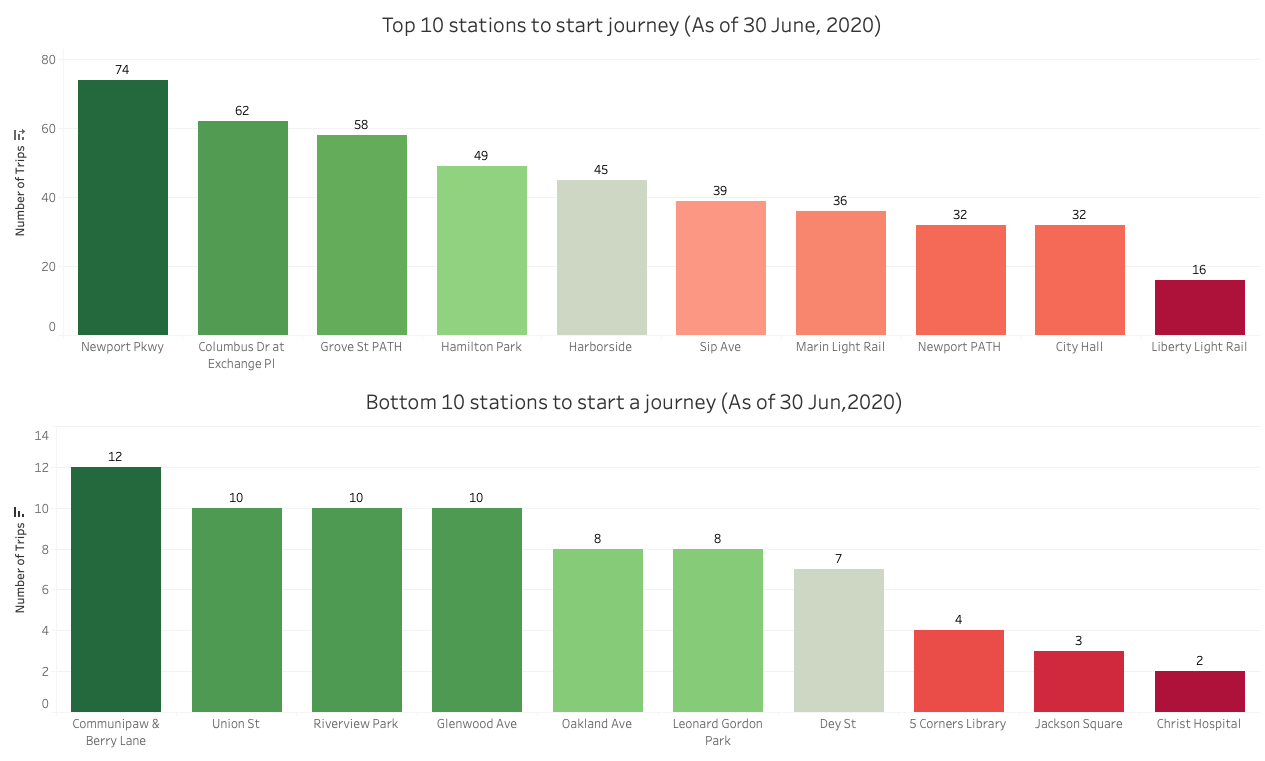 Top 10 stations to start journey (As of 30 June, 2020)
Number of Trips
80
60
40
20
0
74
62
58
49
45
39
36
32
32
16
Newport Pkwy
Columbus Dr at
Exchange Pl
Grove St PATH
Hamilton Park
Harborside
Sip Ave
Marin Light Rail
Newport PATH
City Hall
Liberty Light Rail
Bottom 10 stations to start a journey (As of 30 Jun,2020)
Number of Trips
14
12
10
8
6
4
2
0
12
10
10
10
8
8
7
4
3
2
Communipaw &
Berry Lane
Union St
Riverview Park
Glenwood Ave
Oakland Ave
Leonard Gordon
Park
Dey St
5 Corners Library
Jackson Square
Christ Hospital